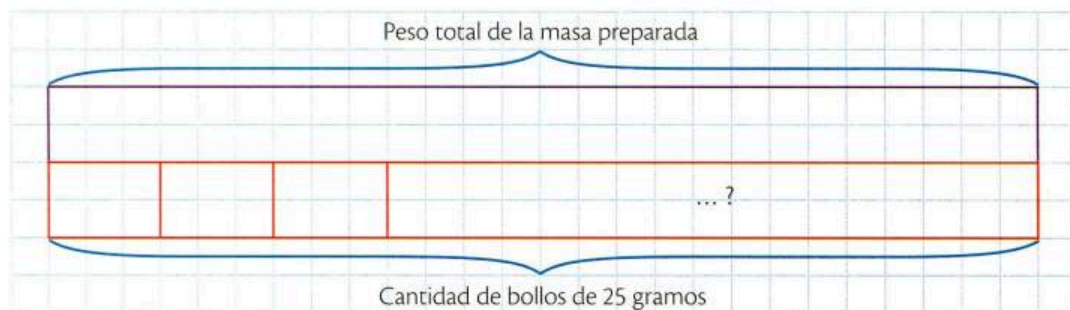 Peso total de la masa preparada
... ?
Cantidad de bollos de 25 gramos